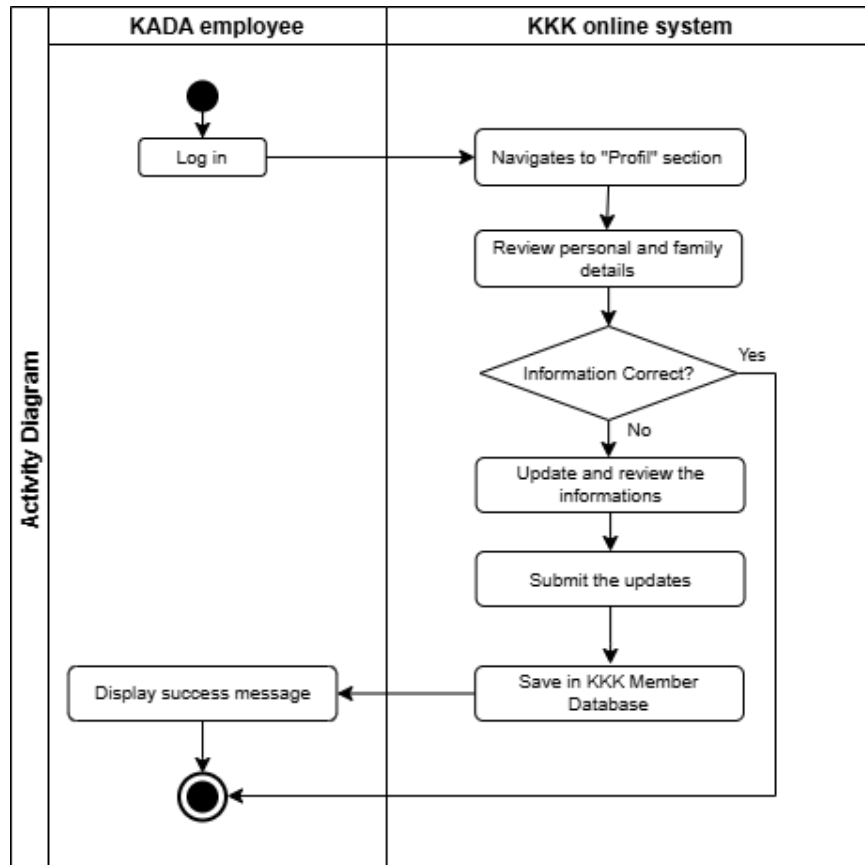 KADA employee
KKK online system
Activity Diagram
Log in
Navigates to "Profil" section
Review personal and family
details
Information Correct?
Yes
No
Update and review the
informations
Submit the updates
Save in KKK Member
Database
Display success message